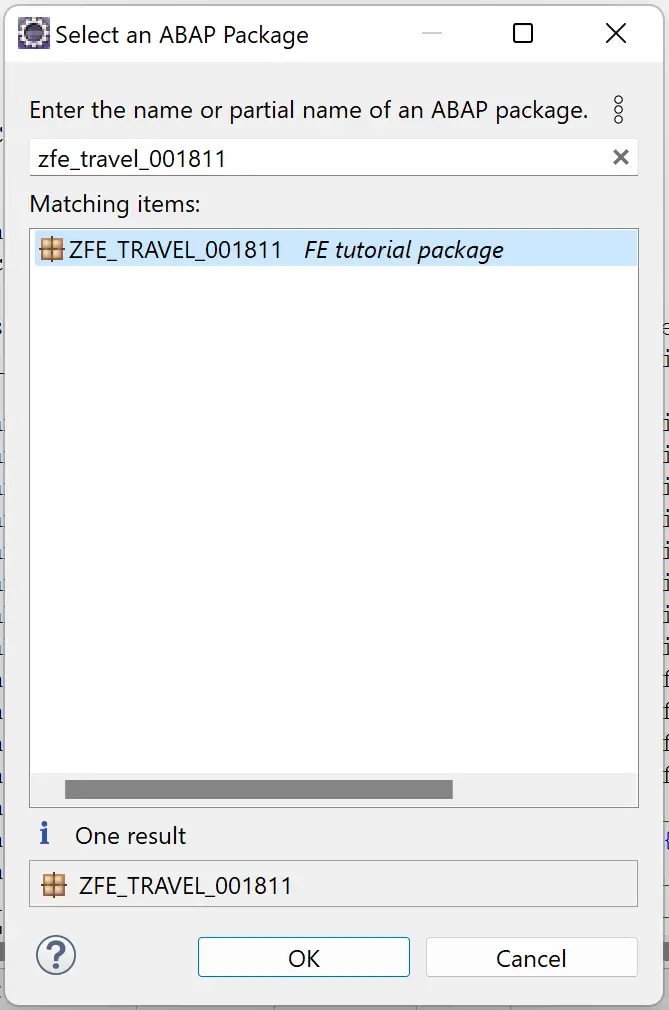 Select an ABAP Package
Enter the name or partial name of an ABAP package.
zfe_travel_001811
Matching items:
ZFE_TRAVEL_001811 FE tutorial package
One result
ZFE_TRAVEL_001811
OK Cancel